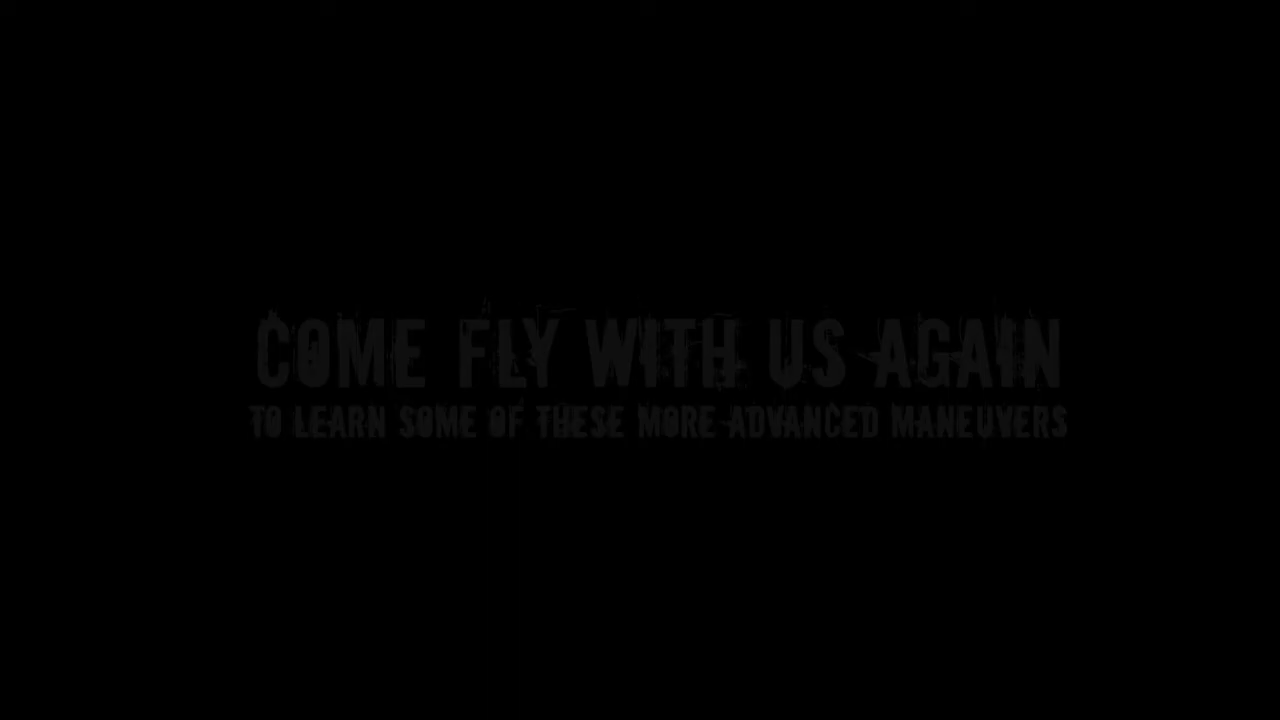 COME FLY WITH US AGAIN
TO LEARN SOME OF THESE MORE ADVANCED MANEUVERS